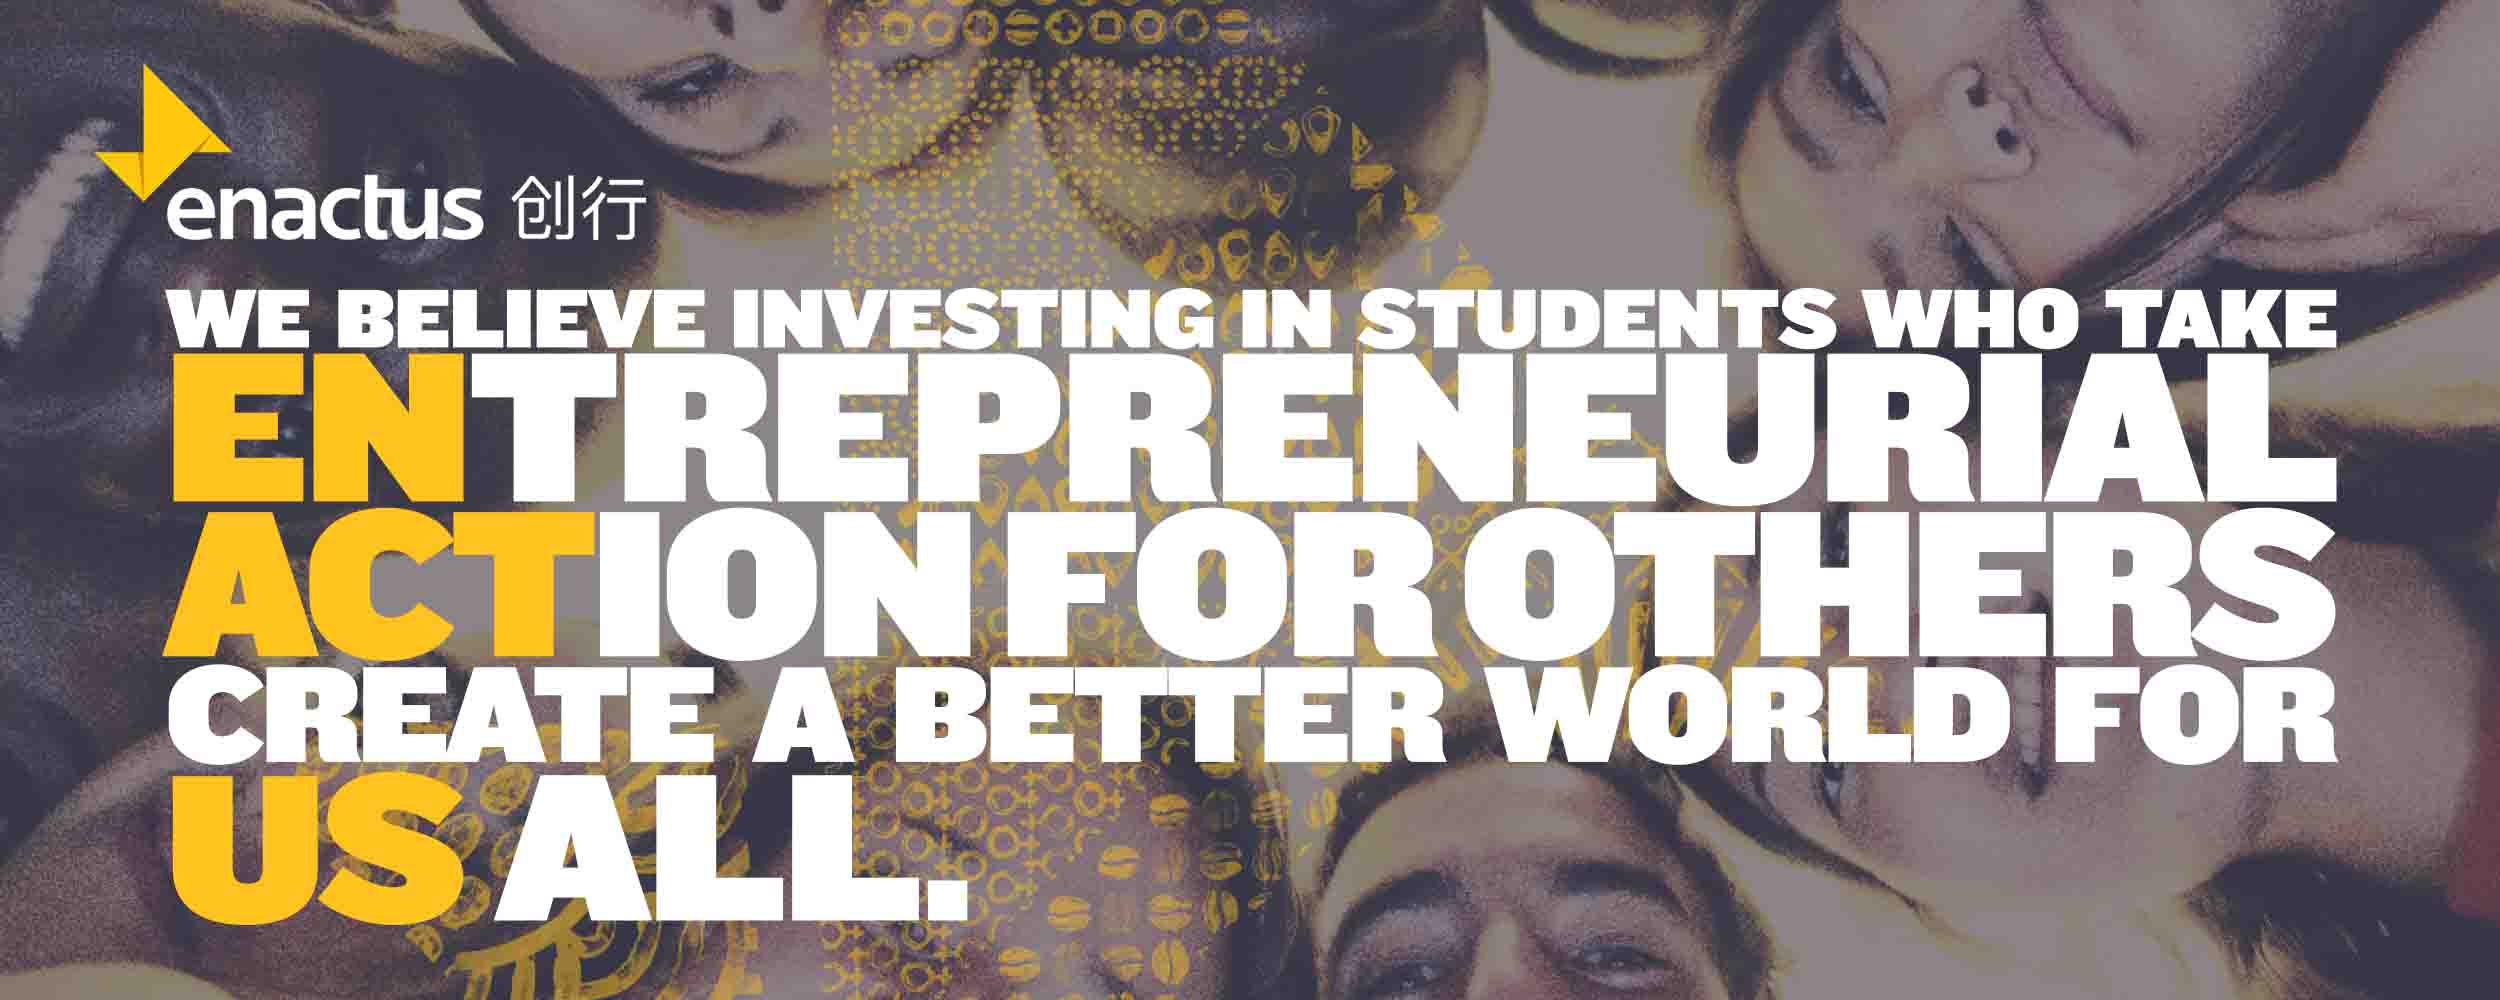 enactus 创行
WE BELIEVE INVESTING IN STUDENTS WHO TAKE
ENTREPRENEURIAL
ACTION FOR OTHERS
CREATE A BETTER WORLD FOR
US ALL.